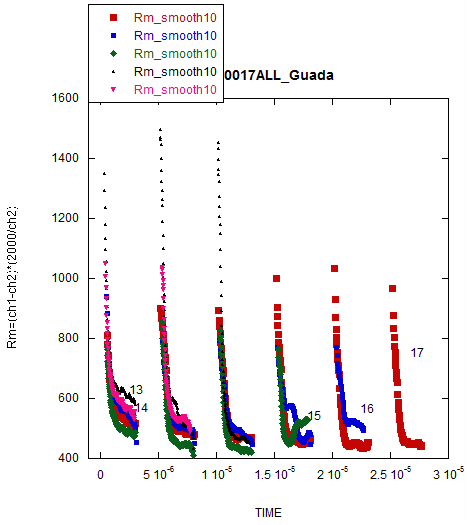 Rm_smooth10
Rm_smooth10
Rm_smooth10
Rm_smooth10
Rm_smooth10
0017ALL_Guada
1600
1400
1200
1000
800
600
400
Rm=(ch1-ch2)*(2000/ch2)
13
14
15
16
17
0 5 10⁻⁵ 1 10⁻⁵ 1.5 10⁻⁵ 2 10⁻⁵ 2.5 10⁻⁵ 3 10⁻⁵
TIME